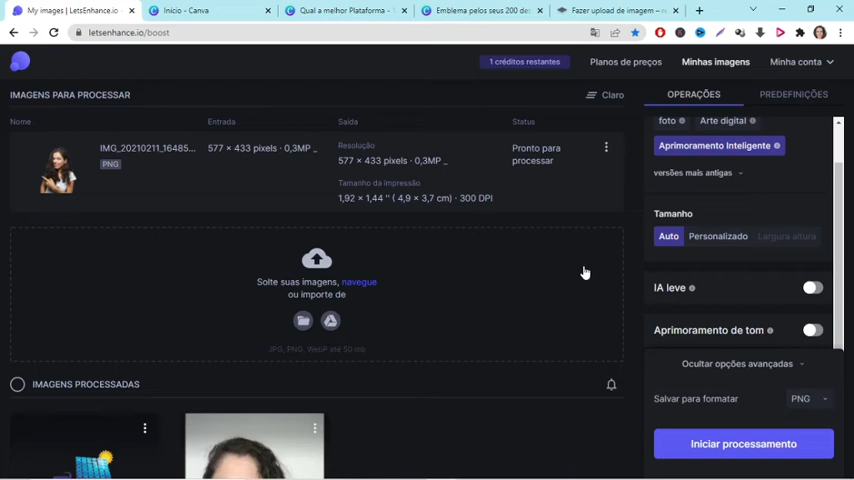 My images | LetsEnhance.io
Início - Canva
Qual a melhor Plataforma -
Emblema pelos seus 200 des
Fazer upload de imagem – re
letsenhance.io/boost
1 créditos restantes
Planos de preços
Minhas imagens
Minha conta
IMAGENS PARA PROCESSAR
Claro
OPERAÇÕES
PREDEFINIÇÕES
Nome
Entrada
Saída
Status
IMG_20210211_16485...
PNG
577 × 433 pixels · 0,3MP _
Resolução
577 × 433 pixels · 0,3MP _
Tamanho da impressão
1,92 × 1,44 " ( 4,9 × 3,7 cm) · 300 DPI
Pronto para
processar
foto
Arte digital
Aprimoramento Inteligente
versões mais antigas
Tamanho
Auto
Personalizado
Largura altura
IA leve
Aprimoramento de tom
Ocultar opções avançadas
Salvar para formatar
PNG
Iniciar processamento
Solte suas imagens, navegue
ou importe de
JPG, PNG, WebP até 50 mb
IMAGENS PROCESSADAS